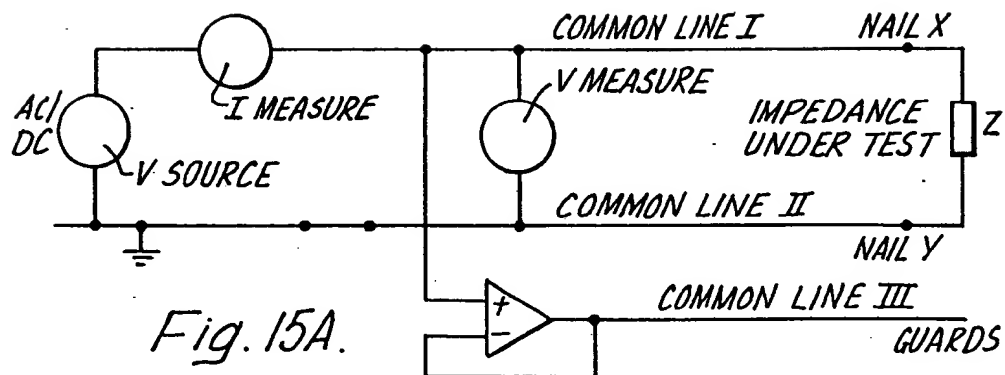 COMMON LINE I
NAIL X
I MEASURE
V MEASURE
AC/
DC
IMPEDANCE
UNDER TEST
Z
V SOURCE
COMMON LINE II
NAIL Y
+
−
COMMON LINE III
GUARDS
Fig. 15A.